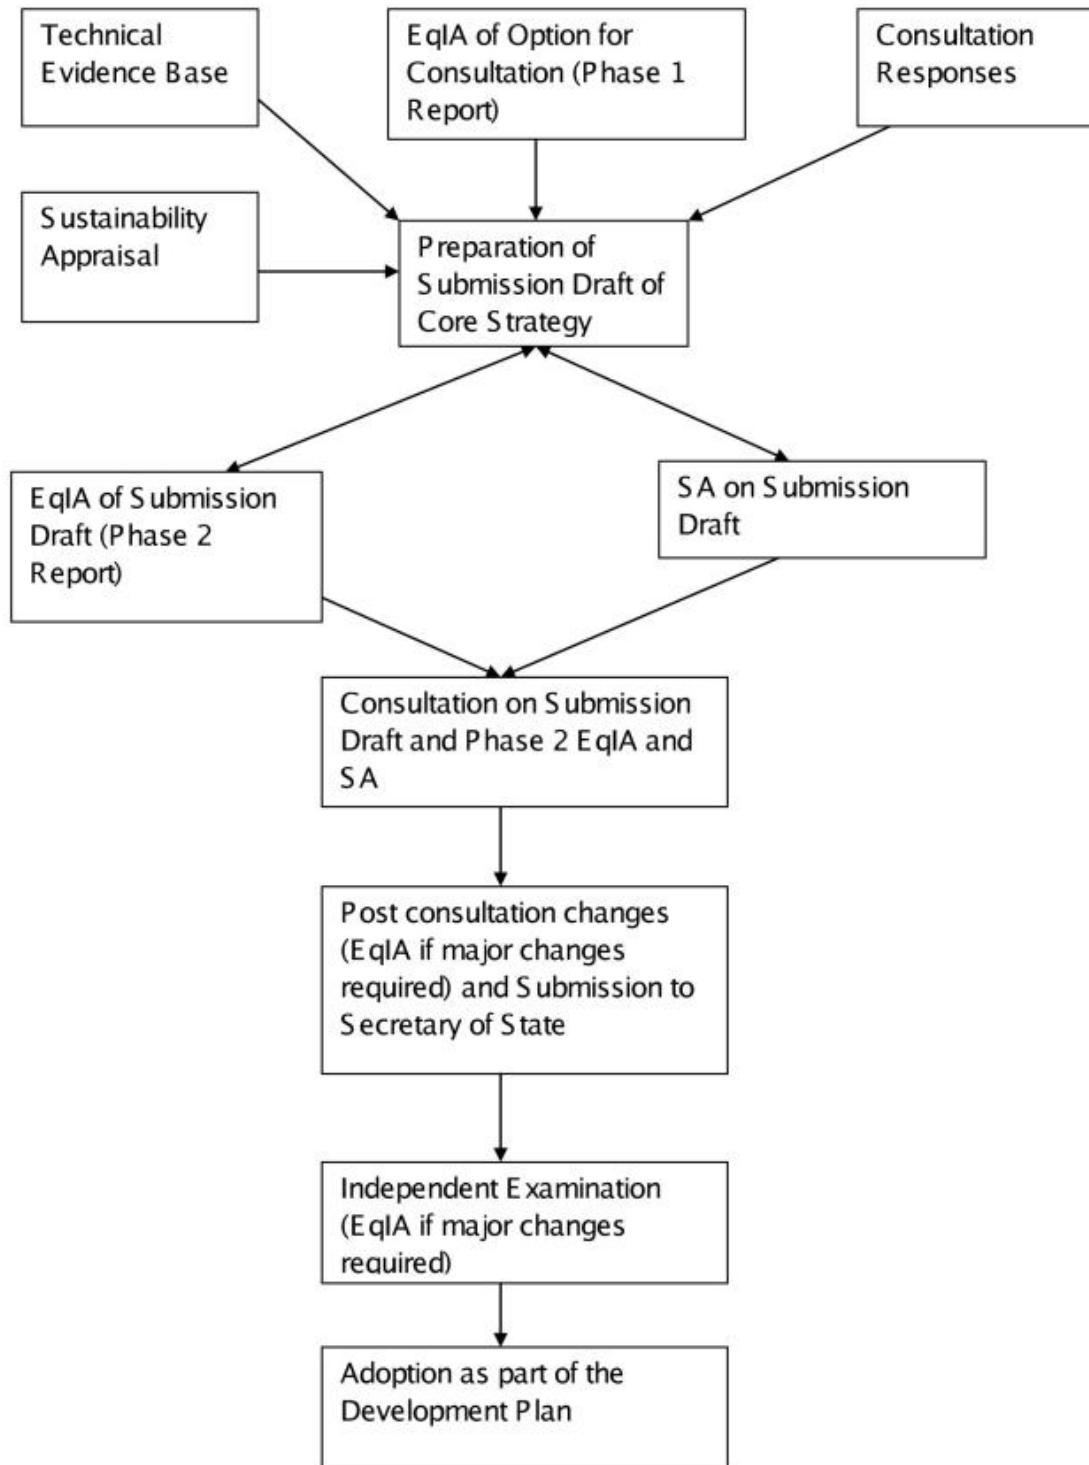 Technical
Evidence Base
EqIA of Option for
Consultation (Phase 1
Report)
Consultation
Responses
Sustainability
Appraisal
Preparation of
Submission Draft of
Core Strategy
EqIA of Submission
Draft (Phase 2
Report)
SA on Submission
Draft
Consultation on Submission
Draft and Phase 2 EqIA and
SA
Post consultation changes
(EqIA if major changes
required) and Submission to
Secretary of State
Independent Examination
(EqIA if major changes
required)
Adoption as part of the
Development Plan